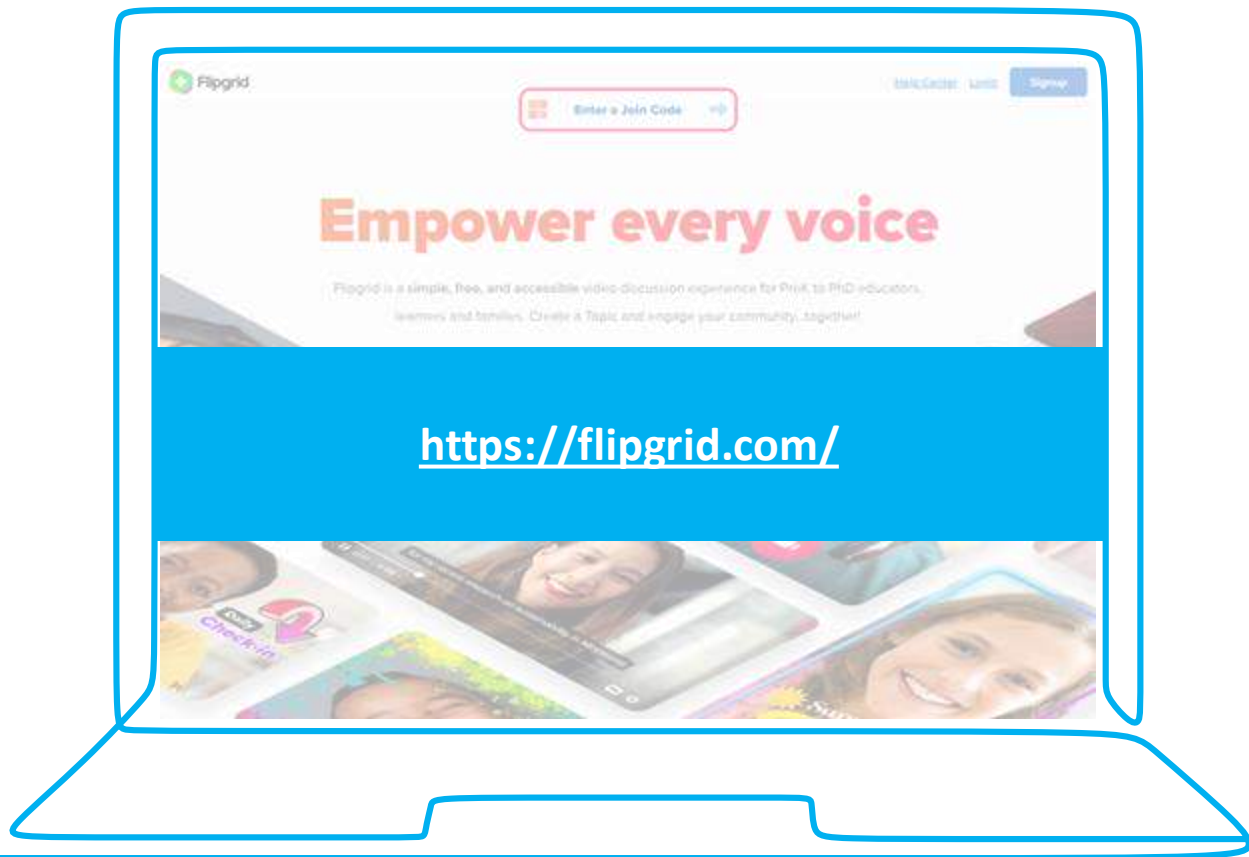 Flipgrid
Enter a Join Code
Help Center Login Signup
Empower every voice
Flipgrid is a simple, free, and accessible video discussion experience for PreK to PhD educators,
learners and families. Create a Topic and engage your community, together!
https://flipgrid.com/
Daily
Check-in